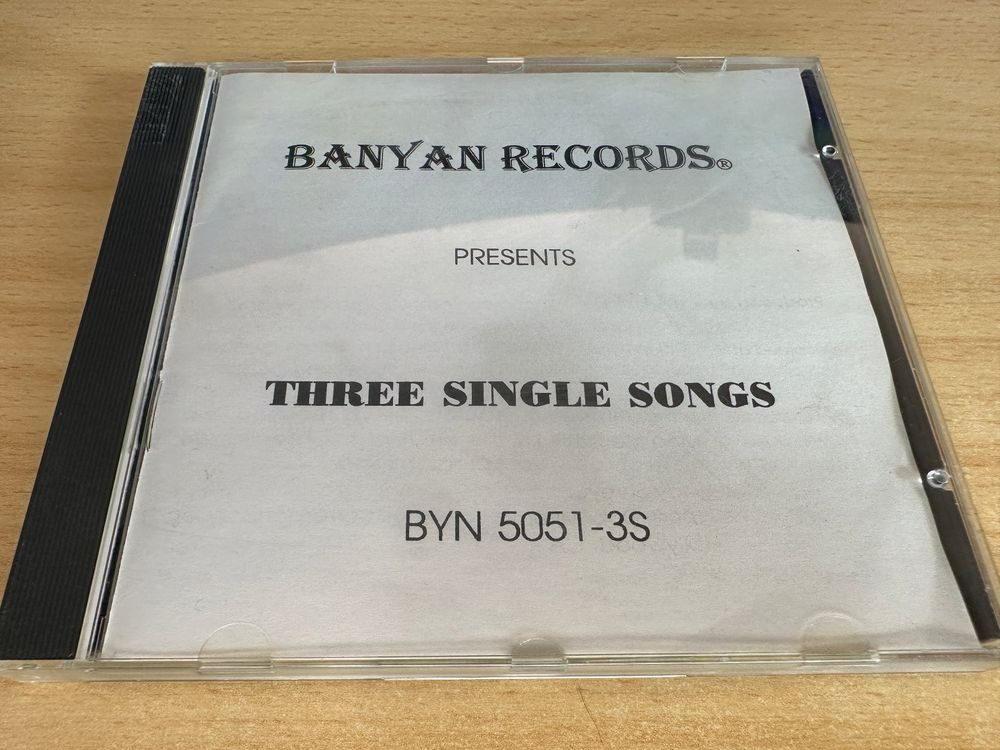 BANYAN RECORDS®
PRESENTS
THREE SINGLE SONGS
BYN 5051-3S